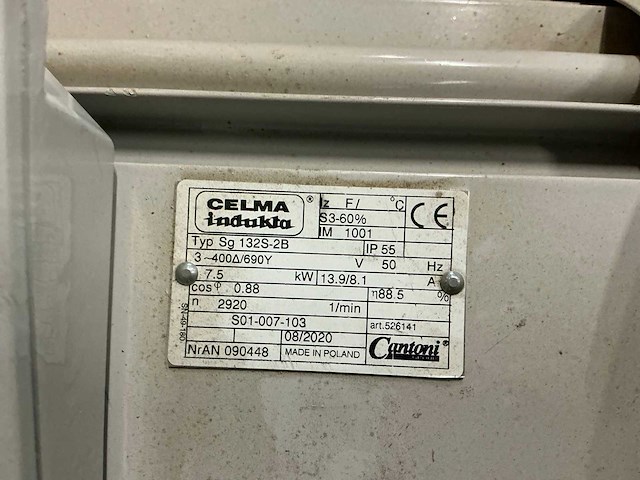 CELMA ® Iz F/ °C
indukta S3-60% CE
IM 1001
Typ Sg 132S-2B IP 55
3~400Δ/690Y V 50 Hz
7.5 kW 13.9/8.1 A
cosφ 0.88 η88.5 %
n 2920 1/min
S01-007-103 art.526141
08/2020
NrAN 090448 MADE IN POLAND Cantoni®